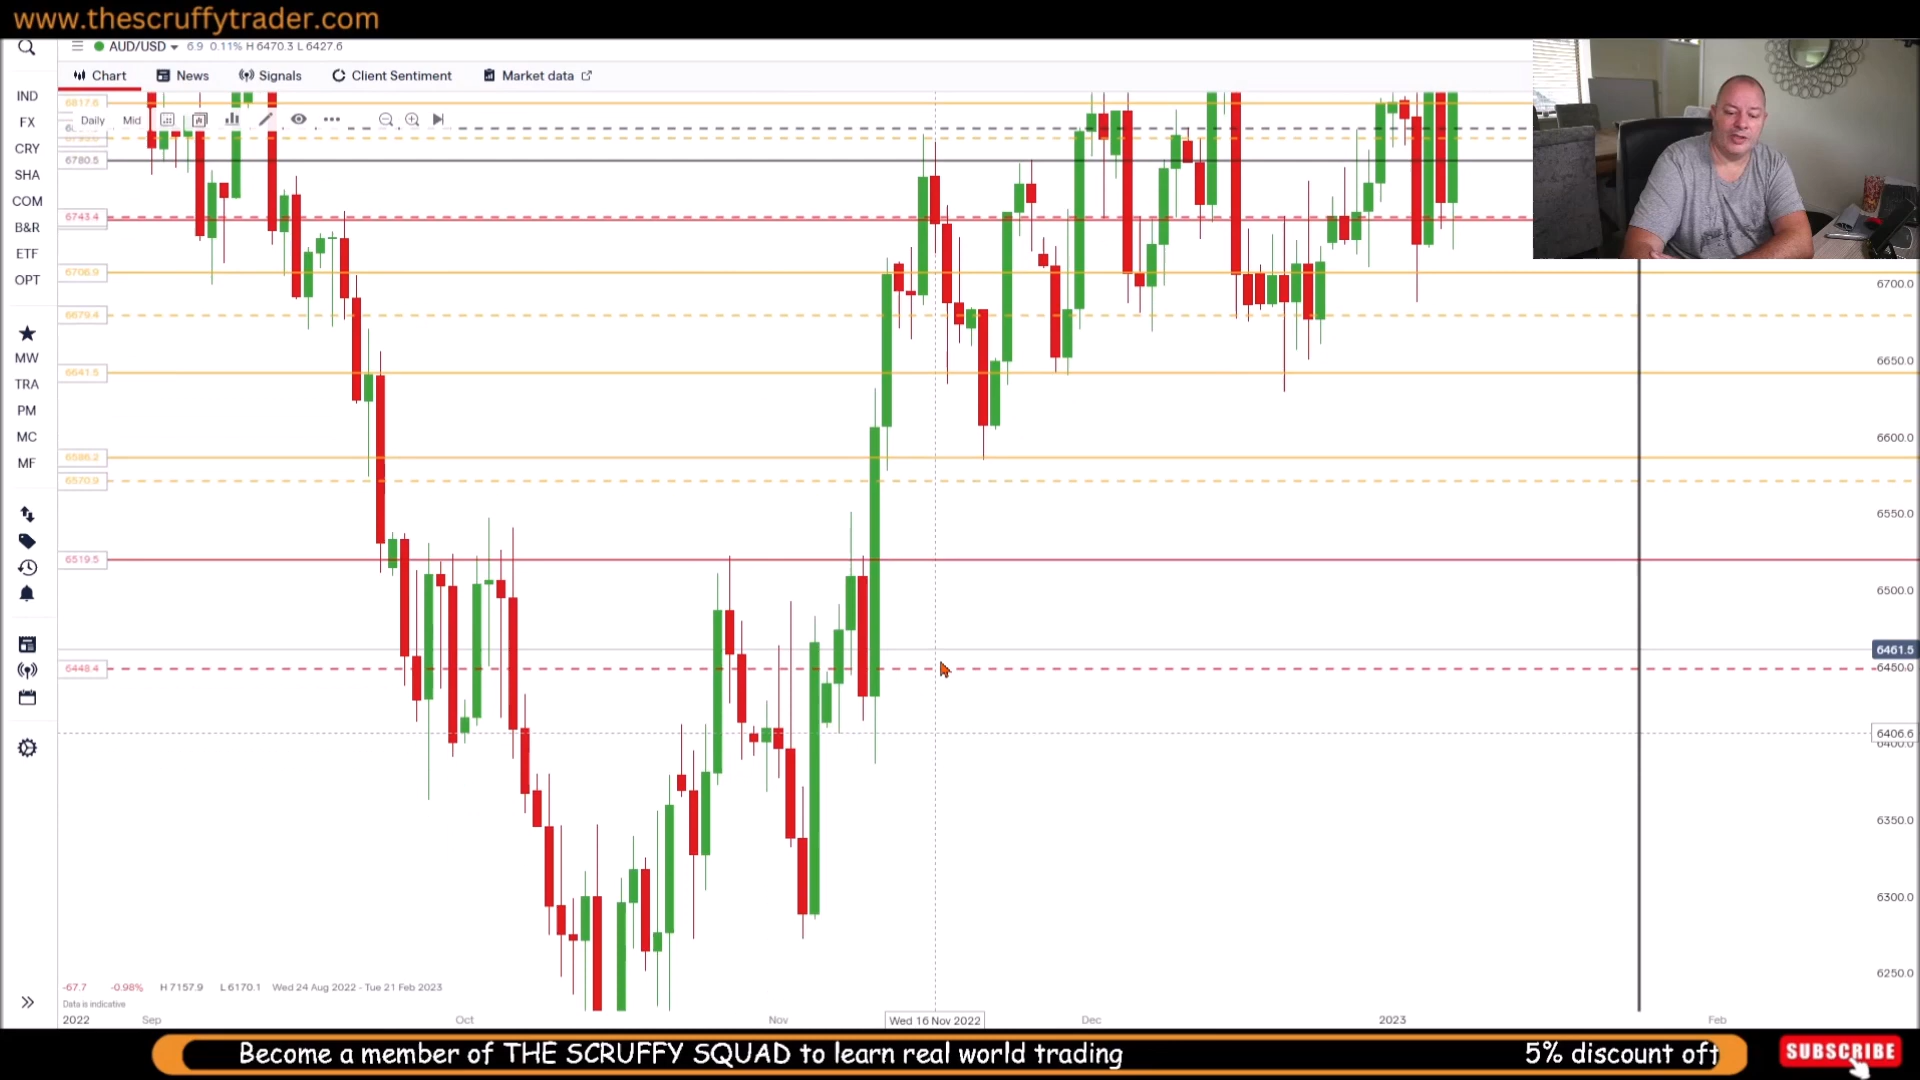 www.thescruffytrader.com
AUD/USD 6.9 0.11% H 6470.3 L 6427.6
Chart News Signals Client Sentiment Market data
IND
FX
CRY
SHA
COM
B&R
ETF
OPT
MW
TRA
PM
MC
MF
Daily Mid
6817.6
6780.5
6743.4
6706.9
6679.4
6641.5
6586.2
6570.9
6519.5
6448.4
6700.0
6650.0
6600.0
6550.0
6500.0
6461.5
6450.0
6406.6
6400.0
6350.0
6300.0
6250.0
-67.7 -0.98% H 7157.9 L 6170.1 Wed 24 Aug 2022 - Tue 21 Feb 2023
Data is indicative
2022 Sep Oct Nov Wed 16 Nov 2022 Dec 2023 Feb
Become a member of THE SCRUFFY SQUAD to learn real world trading 5% discount off
SUBSCRIBE